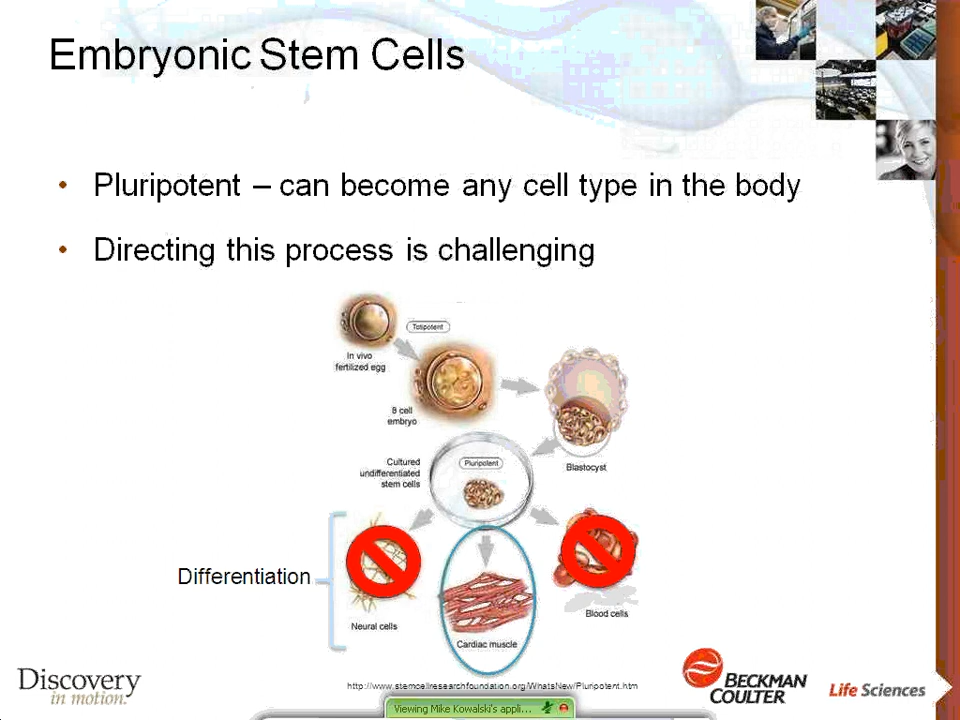 Embryonic Stem Cells
• Pluripotent – can become any cell type in the body
• Directing this process is challenging
Totipotent
In vivo
fertilized egg
8 cell
embryo
Blastocyst
Cultured
undifferentiated
stem cells
Pluripotent
Differentiation
Neural cells
Cardiac muscle
Blood cells
http://www.stemcellresearchfoundation.org/WhatsNew/Pluripotent.htm
Discovery
in motion.
BECKMAN
COULTER
Life Sciences
Viewing Mike Kowalski's appli...